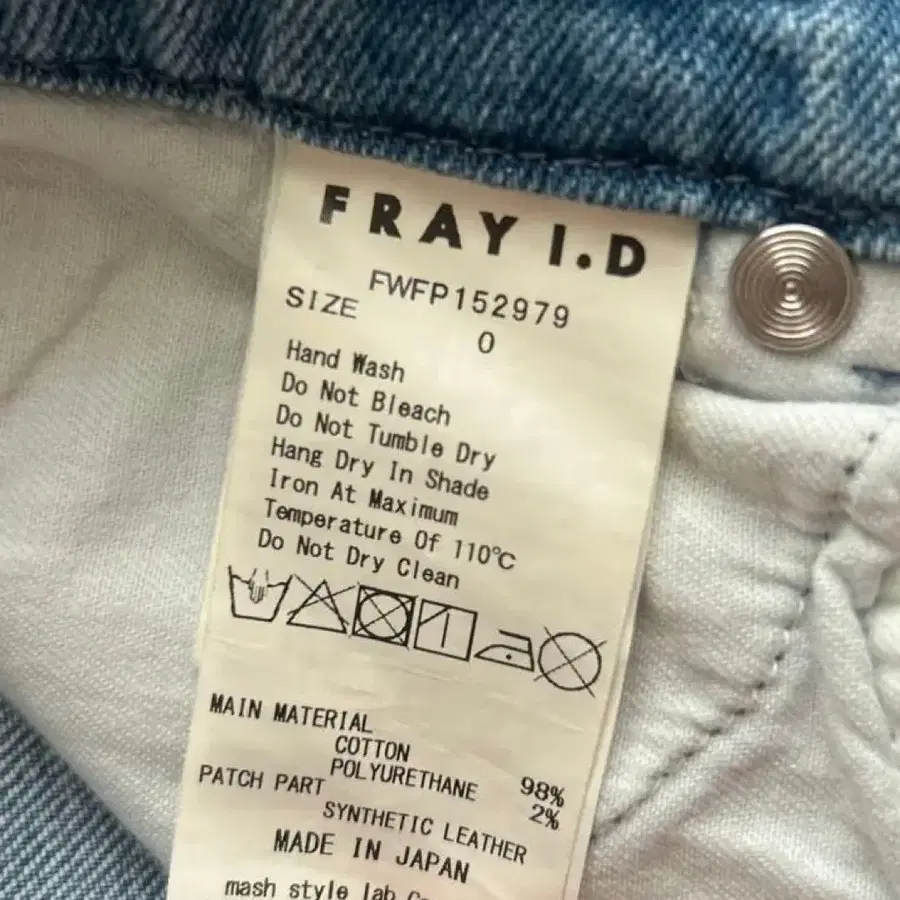 FRAY I.D
FWFP152979
SIZE 0
Hand Wash
Do Not Bleach
Do Not Tumble Dry
Hang Dry In Shade
Iron At Maximum
Temperature Of 110℃
Do Not Dry Clean
MAIN MATERIAL
COTTON 98%
POLYURETHANE 2%
PATCH PART
SYNTHETIC LEATHER
MADE IN JAPAN
mash style lab